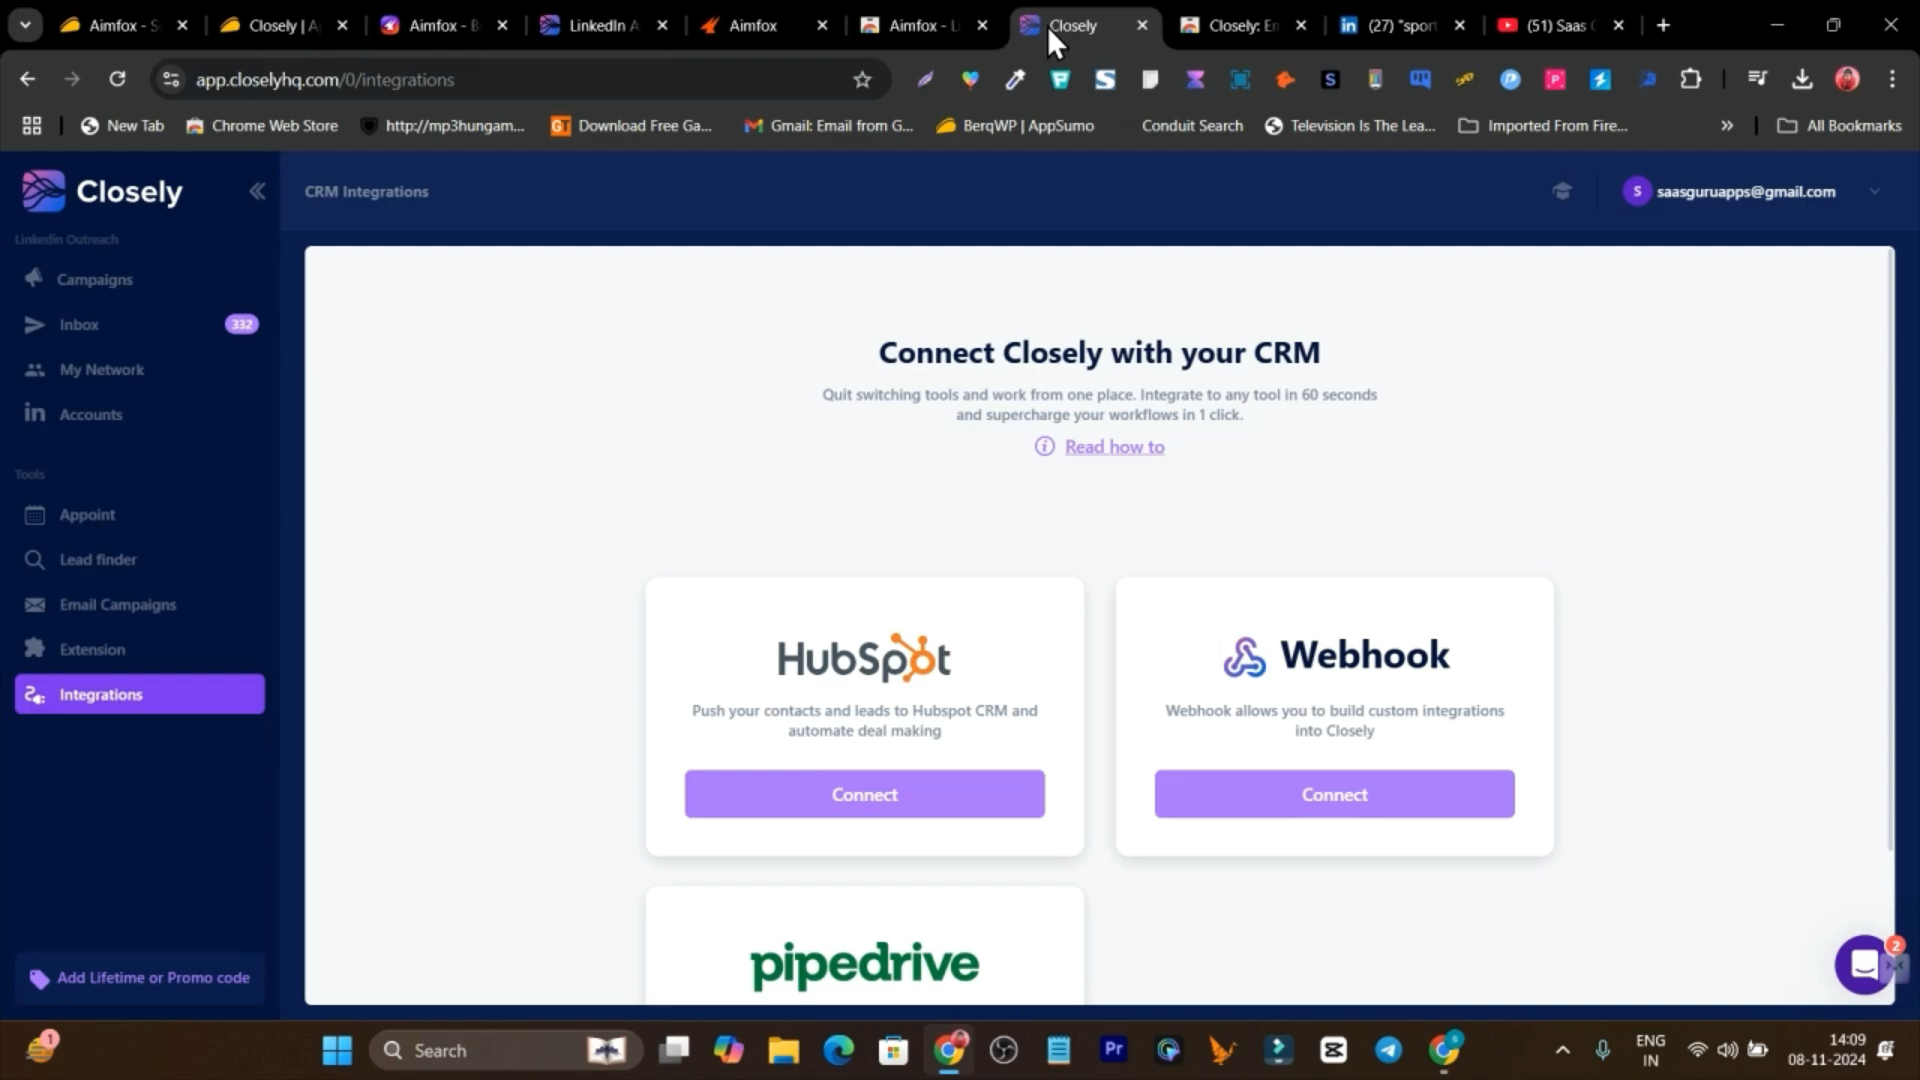 Aimfox - S
Closely | A
Aimfox - B
LinkedIn A
Aimfox
Aimfox - L
Closely
Closely: En
(27) "sport
(51) Saas
app.closelyhq.com/0/integrations
New Tab
Chrome Web Store
http://mp3hungam...
Download Free Ga...
Gmail: Email from G...
BerqWP | AppSumo
Conduit Search
Television Is The Lea...
Imported From Fire...
All Bookmarks
Closely
CRM Integrations
S
saasguruapps@gmail.com
Linkedin Outreach
Campaigns
Inbox
332
My Network
Accounts
Tools
Appoint
Lead finder
Email Campaigns
Extension
Integrations
Add Lifetime or Promo code
Connect Closely with your CRM
Quit switching tools and work from one place. Integrate to any tool in 60 seconds
and supercharge your workflows in 1 click.
Read how to
HubSpot
Push your contacts and leads to Hubspot CRM and
automate deal making
Connect
Webhook
Webhook allows you to build custom integrations
into Closely
Connect
pipedrive
2
1
Search
Pr
ENG
IN
14:09
08-11-2024